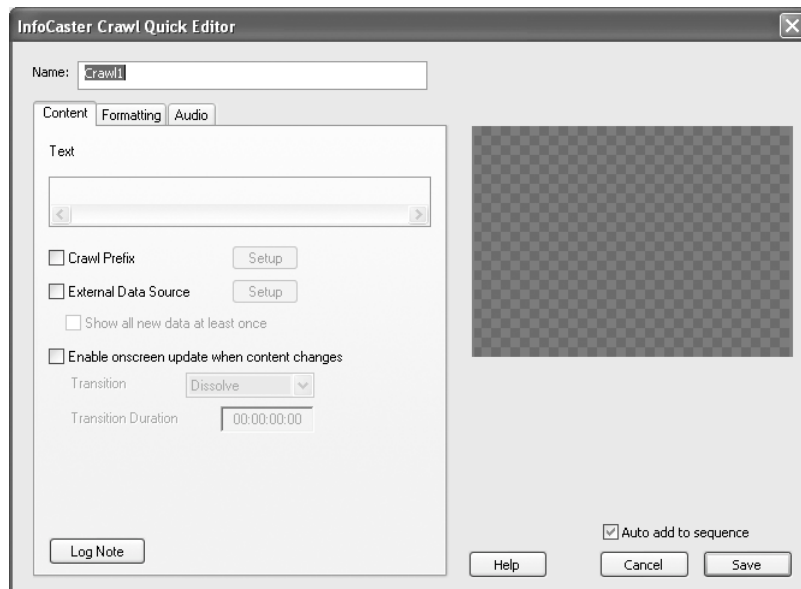 InfoCaster Crawl Quick Editor
Name: Crawl1
Content Formatting Audio
Text
Crawl Prefix Setup
External Data Source Setup
Show all new data at least once
Enable onscreen update when content changes
Transition Dissolve
Transition Duration 00:00:00:00
Log Note
Auto add to sequence
Help Cancel Save